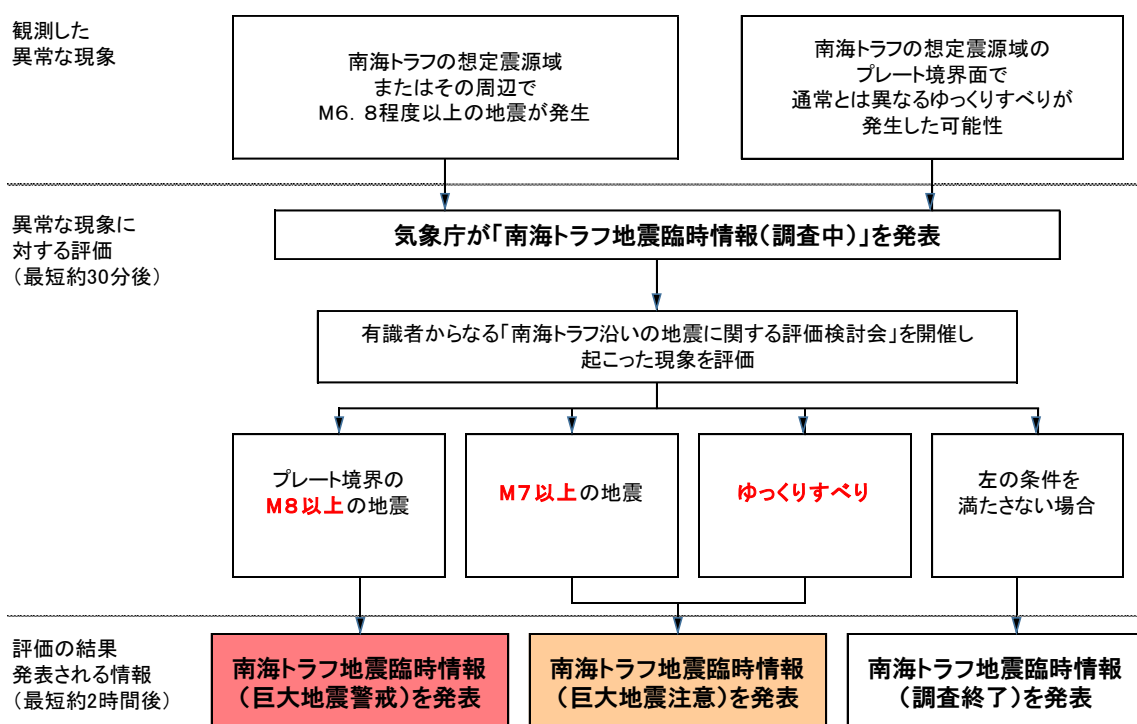 観測した
異常な現象
南海トラフの想定震源域
またはその周辺で
M6．8程度以上の地震が発生
南海トラフの想定震源域の
プレート境界面で
通常とは異なるゆっくりすべりが
発生した可能性
異常な現象に
対する評価
（最短約30分後）
気象庁が「南海トラフ地震臨時情報（調査中）」を発表
有識者からなる「南海トラフ沿いの地震に関する評価検討会」を開催し
起こった現象を評価
プレート境界の
M8以上の地震
M7以上の地震
ゆっくりすべり
左の条件を
満たさない場合
評価の結果
発表される情報
（最短約2時間後）
南海トラフ地震臨時情報
（巨大地震警戒）を発表
南海トラフ地震臨時情報
（巨大地震注意）を発表
南海トラフ地震臨時情報
（調査終了）を発表